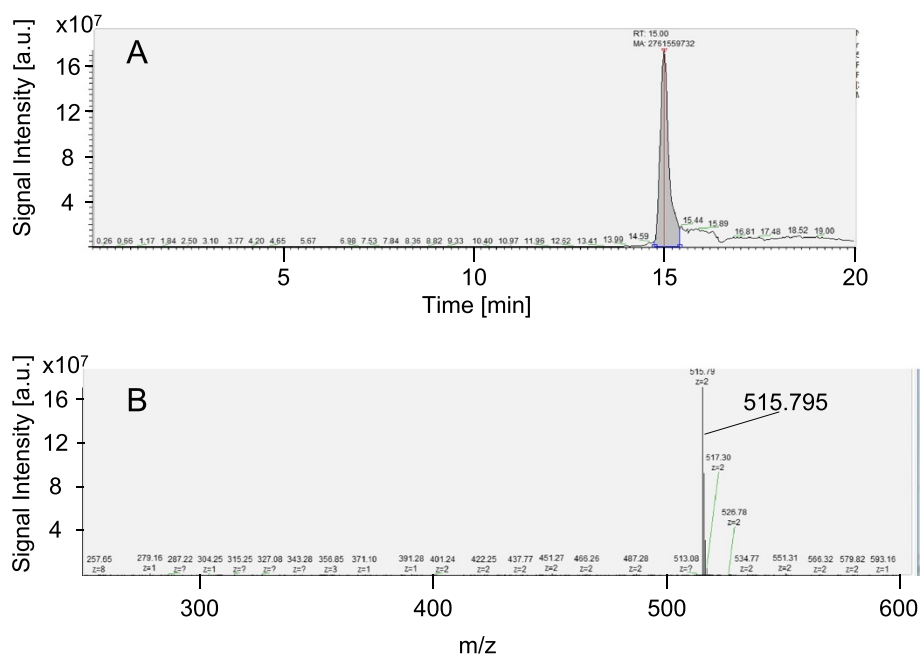 x10⁷
A
RT: 15.00
MA: 2761559732
Signal Intensity [a.u.]
16
12
8
4
0.26 0.66 1.17 1.84 2.50 3.10 3.77 4.20 4.65 5.67 6.98 7.53 7.84 8.36 8.82 9.33 10.40 10.97 11.96 12.62 13.41 13.99 14.59 15.44 15.89 16.81 17.48 18.52 19.00
5 10 15 20
Time [min]
x10⁷
B
515.79
z=2
515.795
Signal Intensity [a.u.]
16
12
8
4
517.30
z=2
526.78
z=2
257.65 279.16 287.22 304.25 315.25 327.08 343.28 356.85 371.10 391.28 401.24 422.25 437.77 451.27 466.26 487.28 513.08 534.77 551.31 566.32 579.82 593.16
z=8 z=1 z=? z=1 z=? z=? z=? z=3 z=1 z=1 z=2 z=2 z=2 z=2 z=2 z=2 z=? z=2 z=2 z=2 z=2 z=1
300 400 500 600
m/z